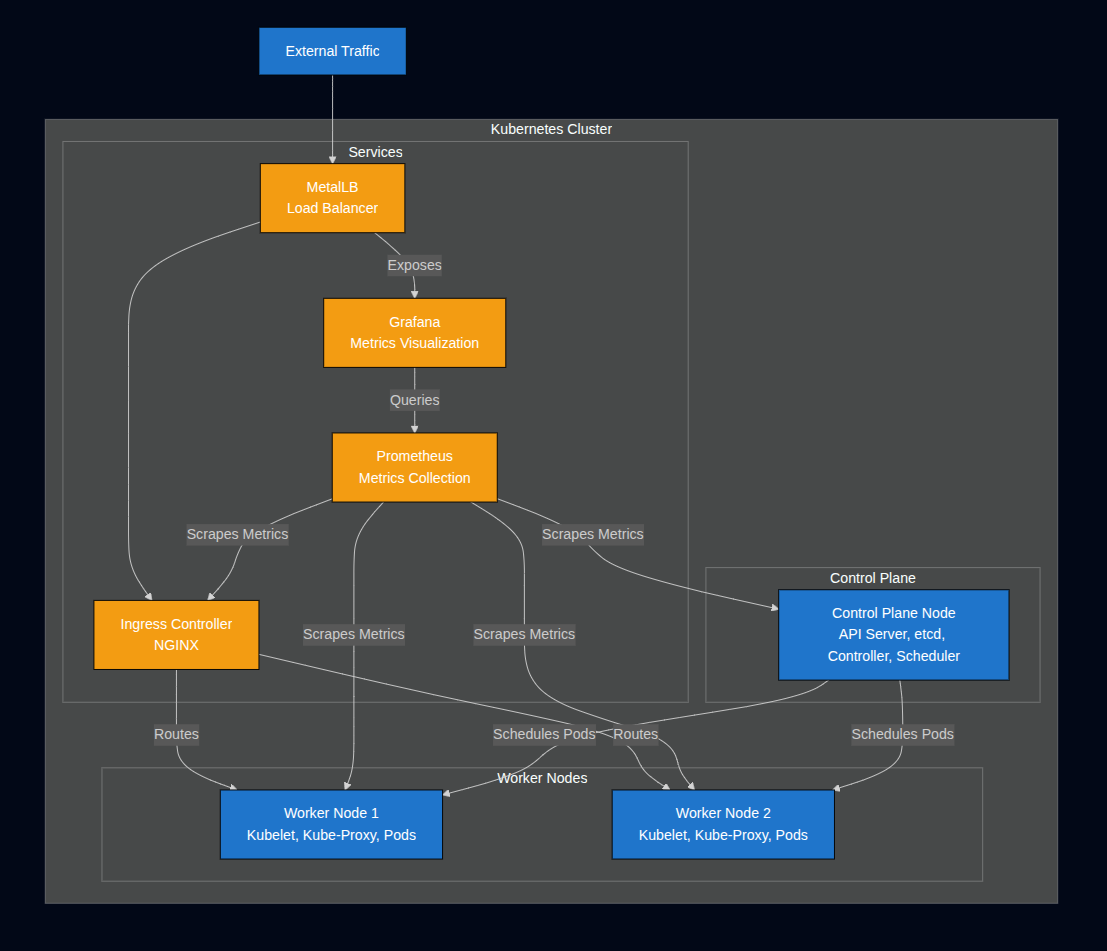 External Traffic
Kubernetes Cluster
Services
MetalLB
Load Balancer
Exposes
Grafana
Metrics Visualization
Queries
Prometheus
Metrics Collection
Scrapes Metrics
Scrapes Metrics
Control Plane
Control Plane Node
API Server, etcd,
Controller, Scheduler
Ingress Controller
NGINX
Scrapes Metrics
Scrapes Metrics
Routes
Schedules Pods
Routes
Schedules Pods
Worker Nodes
Worker Node 1
Kubelet, Kube-Proxy, Pods
Worker Node 2
Kubelet, Kube-Proxy, Pods